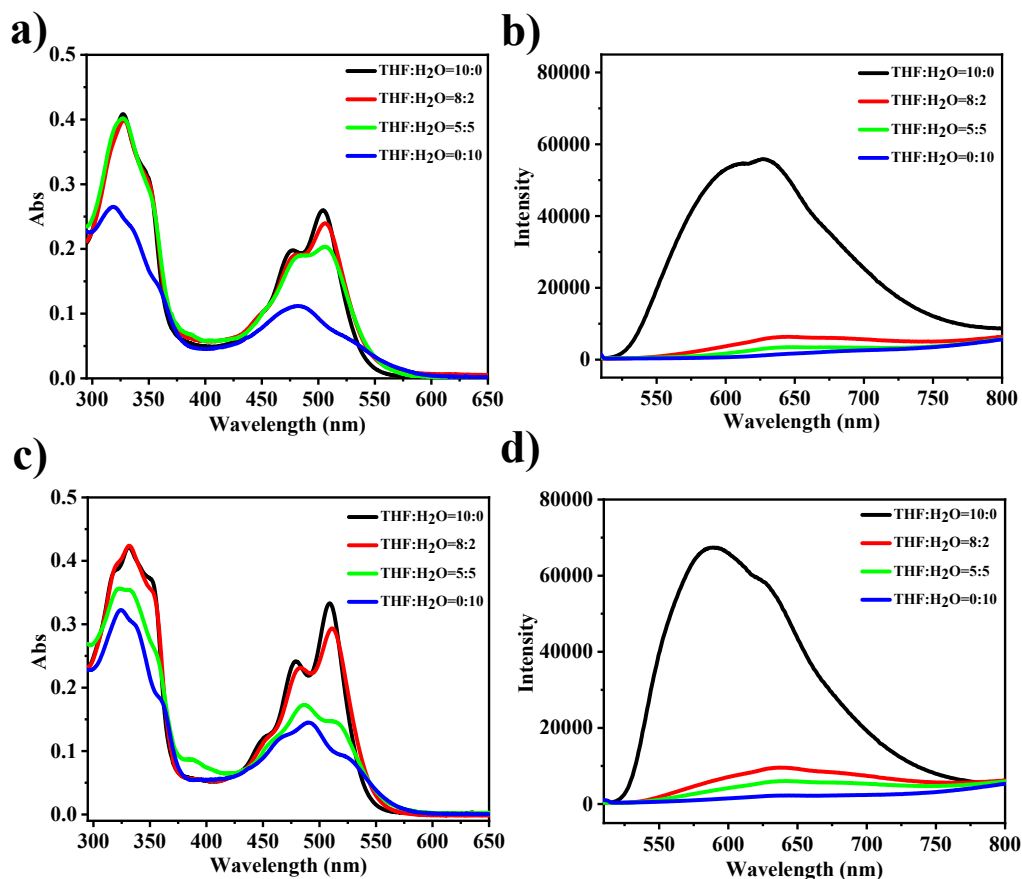 a)
0.5
0.4
0.3
0.2
0.1
0.0
Abs
300 350 400 450 500 550 600 650
Wavelength (nm)
THF:H2O=10:0
THF:H2O=8:2
THF:H2O=5:5
THF:H2O=0:10
b)
80000
60000
40000
20000
0
Intensity
550 600 650 700 750 800
Wavelength (nm)
THF:H2O=10:0
THF:H2O=8:2
THF:H2O=5:5
THF:H2O=0:10
c)
0.5
0.4
0.3
0.2
0.1
0.0
Abs
300 350 400 450 500 550 600 650
Wavelength (nm)
THF:H2O=10:0
THF:H2O=8:2
THF:H2O=5:5
THF:H2O=0:10
d)
80000
60000
40000
20000
0
Intensity
550 600 650 700 750 800
Wavelength (nm)
THF:H2O=10:0
THF:H2O=8:2
THF:H2O=5:5
THF:H2O=0:10